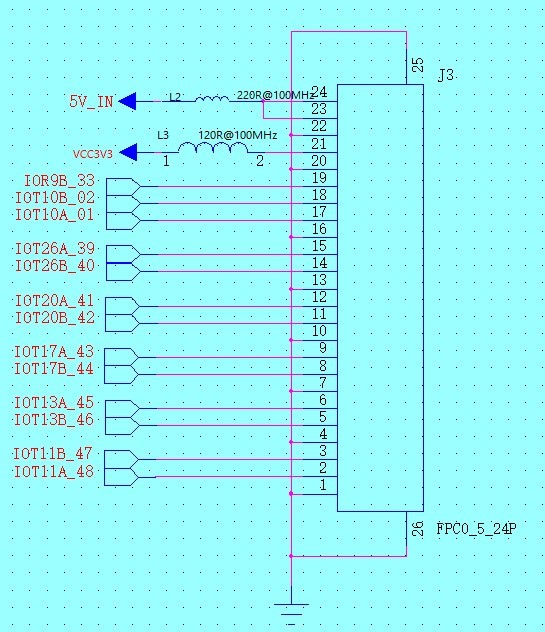 25
J3
5V_IN
L2
220R@100MHz
24
23
22
VCC3V3
L3
120R@100MHz
1
2
21
20
IOR9B_33
19
IOT10B_02
18
IOT10A_01
17
16
IOT26A_39
15
IOT26B_40
14
13
IOT20A_41
12
IOT20B_42
11
10
IOT17A_43
9
IOT17B_44
8
7
IOT13A_45
6
IOT13B_46
5
4
IOT11B_47
3
IOT11A_48
2
1
26
FPC0_5_24P